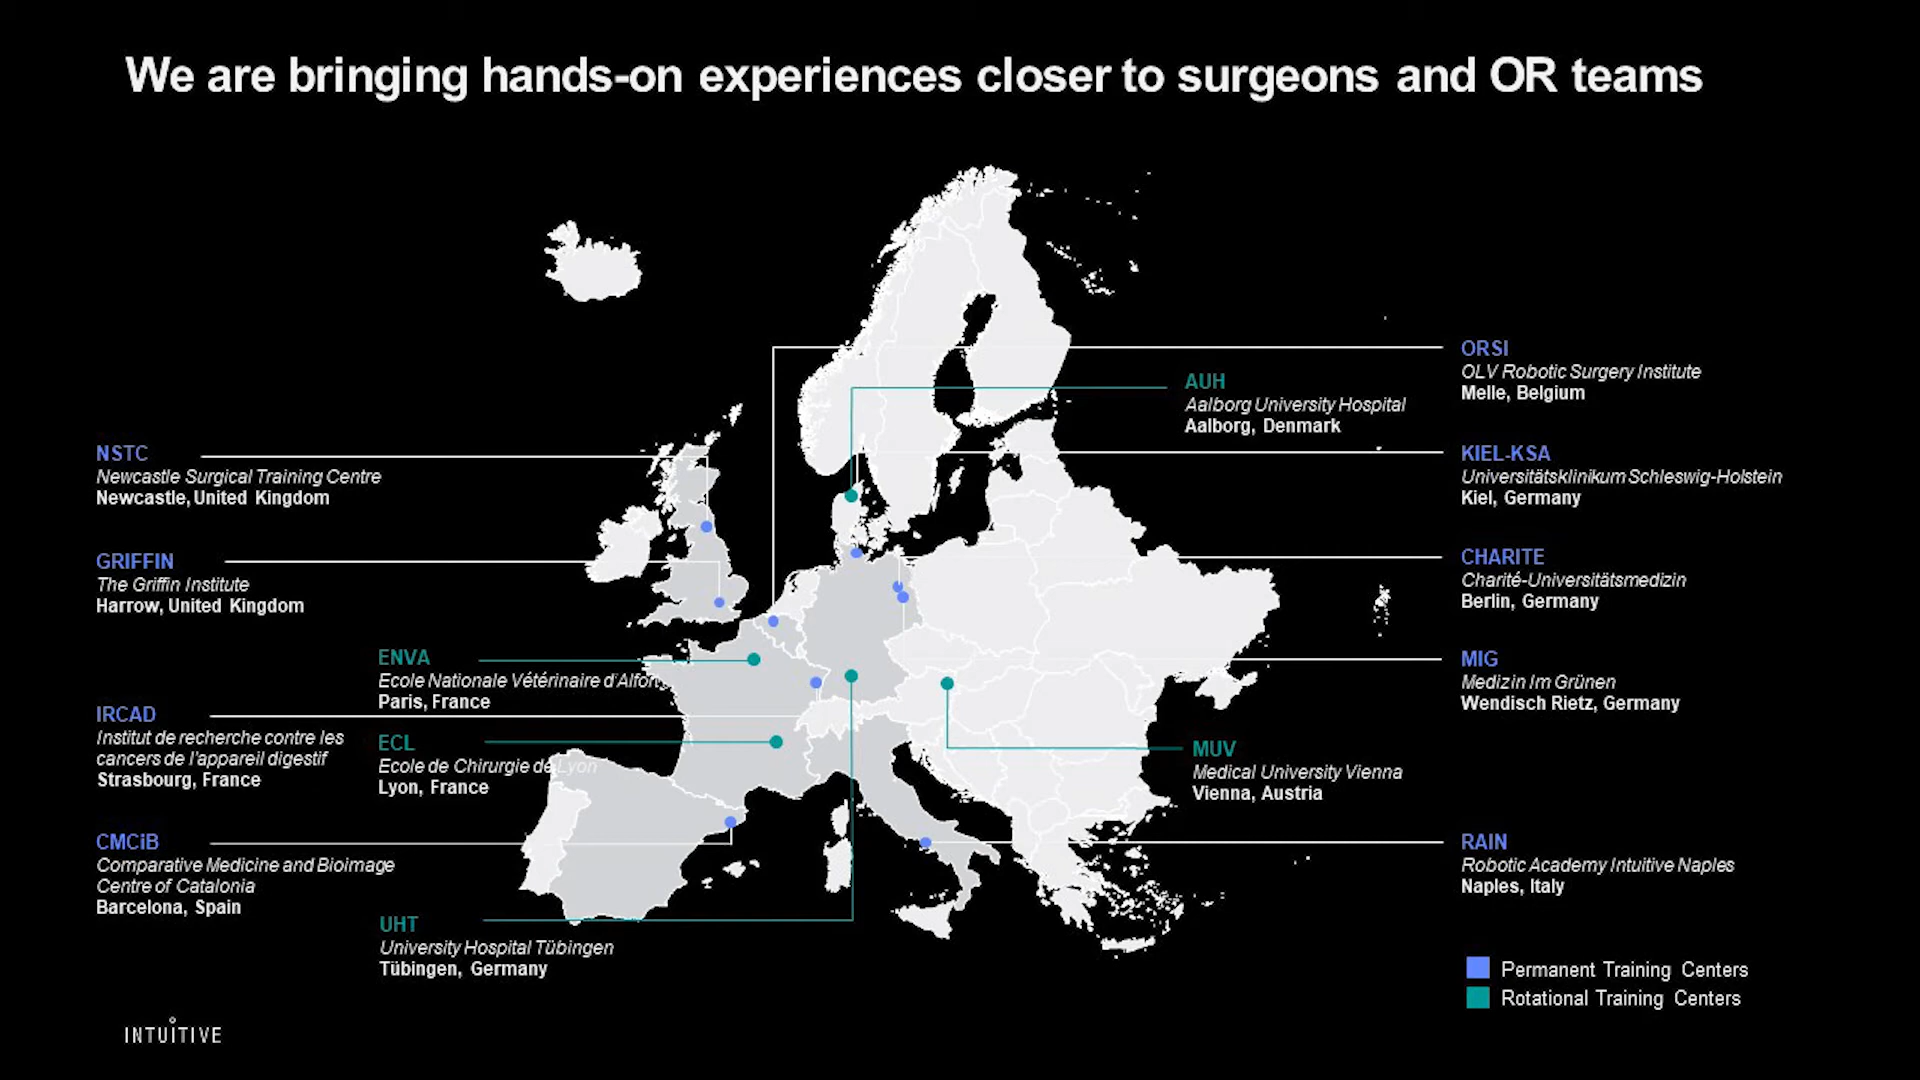 We are bringing hands-on experiences closer to surgeons and OR teams
NSTC
Newcastle Surgical Training Centre
Newcastle, United Kingdom
GRIFFIN
The Griffin Institute
Harrow, United Kingdom
ENVA
Ecole Nationale Vétérinaire d'Alfort
Paris, France
IRCAD
Institut de recherche contre les
cancers de l'appareil digestif
Strasbourg, France
ECL
Ecole de Chirurgie de Lyon
Lyon, France
CMCiB
Comparative Medicine and Bioimage
Centre of Catalonia
Barcelona, Spain
UHT
University Hospital Tübingen
Tübingen, Germany
AUH
Aalborg University Hospital
Aalborg, Denmark
MUV
Medical University Vienna
Vienna, Austria
ORSI
OLV Robotic Surgery Institute
Melle, Belgium
KIEL-KSA
Universitätsklinikum Schleswig-Holstein
Kiel, Germany
CHARITE
Charité-Universitätsmedizin
Berlin, Germany
MIG
Medizin Im Grünen
Wendisch Rietz, Germany
RAIN
Robotic Academy Intuitive Naples
Naples, Italy
Permanent Training Centers
Rotational Training Centers
INTUITIVE